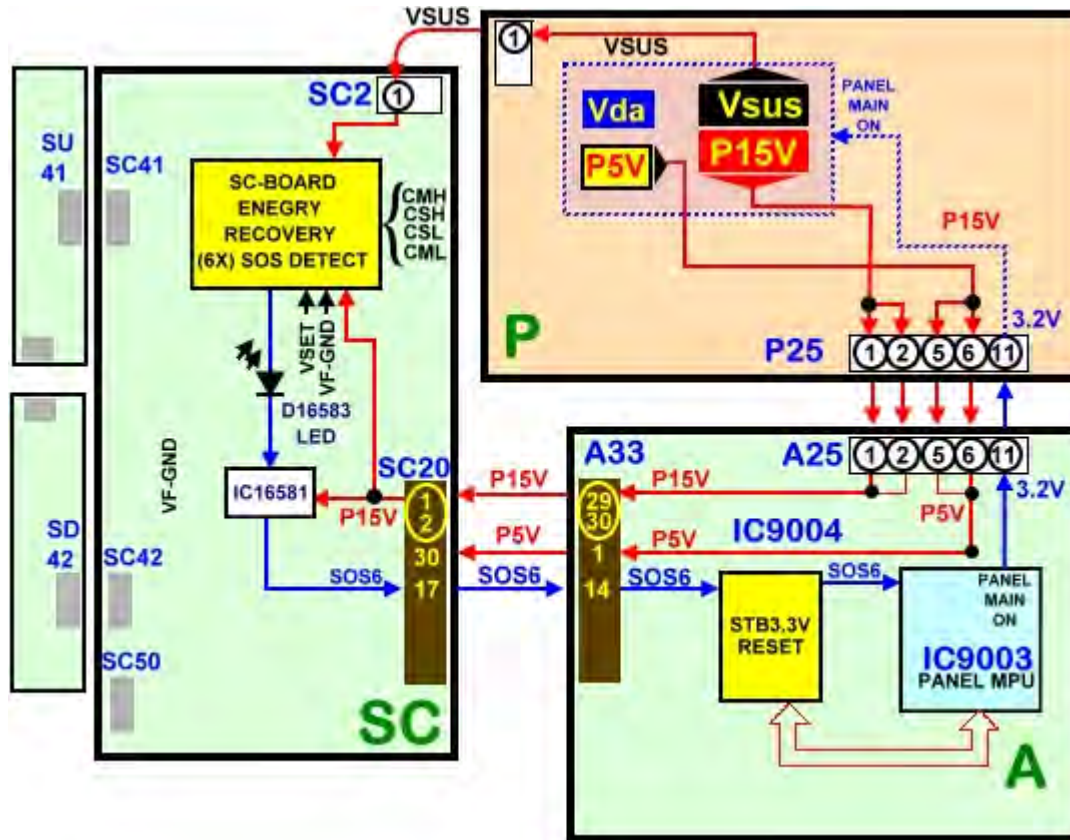 VSUS
1
VSUS
SC2
1
Vda
Vsus
P5V
P15V
PANEL
MAIN
ON
P15V
3.2V
P
P25
1 2 5 6 11
SU
41
SC41
SC-BOARD
ENEGRY
RECOVERY
(6X) SOS DETECT
CMH
CSH
CSL
CML
VSET
VF-GND
D16583
LED
VF-GND
IC16581
P15V
SC20
1
2
30
17
SOS6
SD
42
SC42
SC50
SC
P15V
P5V
SOS6
A33
29
30
1
14
P15V
P5V
SOS6
A25
1 2 5 6 11
3.2V
P5V
IC9004
STB3.3V
RESET
SOS6
PANEL
MAIN
ON
IC9003
PANEL MPU
A